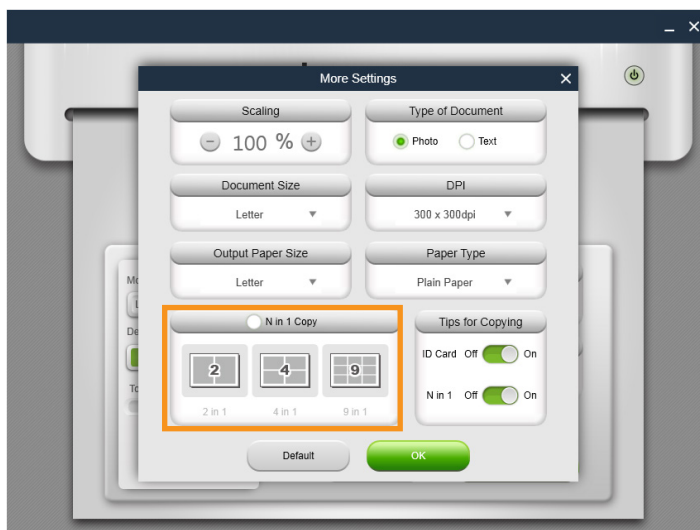 More Settings
Scaling
100 %
Type of Document
Photo Text
Document Size
Letter
DPI
300 x 300dpi
Output Paper Size
Letter
Paper Type
Plain Paper
N in 1 Copy
2 4 9
2 in 1 4 in 1 9 in 1
Tips for Copying
ID Card Off On
N in 1 Off On
Default OK